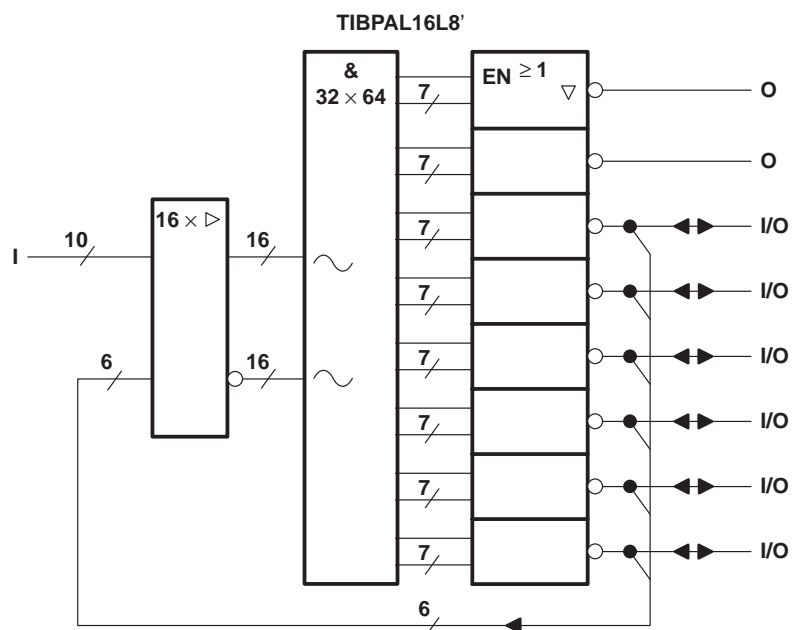 TIBPAL16L8’
&
32 × 64
EN ≥ 1
▽
7
O
7
O
16 × ▷
I
10
16
7
I/O
7
I/O
6
16
7
I/O
7
I/O
7
I/O
7
I/O
6